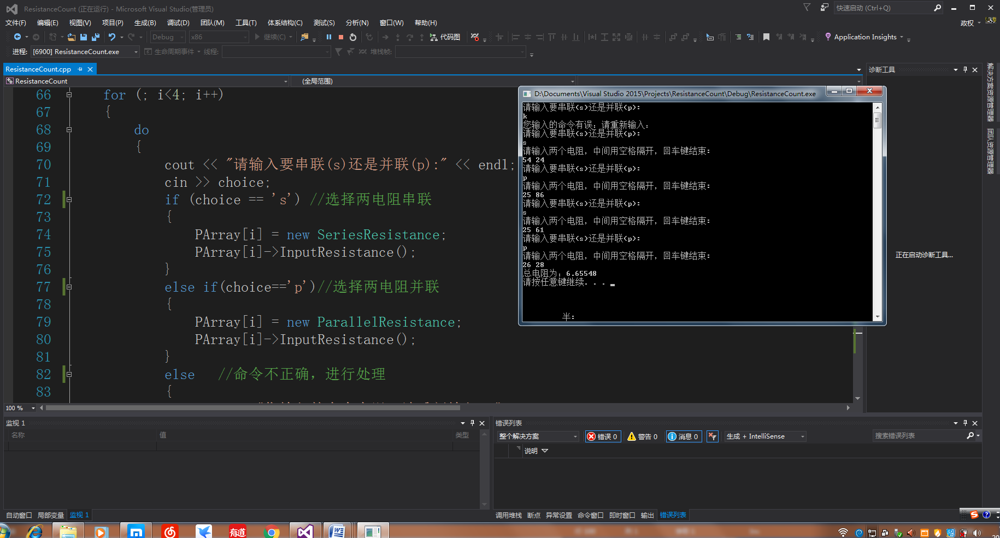 ResistanceCount (正在运行) - Microsoft Visual Studio(管理员)
快速启动 (Ctrl+Q)
文件(F) 编辑(E) 视图(V) 项目(P) 生成(B) 调试(D) 团队(M) 工具(T) 体系结构(C) 测试(S) 分析(N) 窗口(W) 帮助(H)
政权
Debug x86 继续(C) 代码图 Application Insights
进程: [6900] ResistanceCount.exe 生命周期事件 线程: 堆栈帧:
ResistanceCount.cpp
ResistanceCount (全局范围)
66 for (; i<4; i++)
67 {
68 do
69 {
70 cout << "请输入要串联(s)还是并联(p):" << endl;
71 cin >> choice;
72 if (choice == 's') //选择两电阻串联
73 {
74 PArray[i] = new SeriesResistance;
75 PArray[i]->InputResistance();
76 }
77 else if(choice=='p')//选择两电阻并联
78 {
79 PArray[i] = new ParallelResistance;
80 PArray[i]->InputResistance();
81 }
82 else //命令不正确，进行处理
83 {
100 %
D:\Documents\Visual Studio 2015\Projects\ResistanceCount\Debug\ResistanceCount.exe
请输入要串联(s)还是并联(p):
k
您输入的命令有误：请重新输入：
请输入要串联(s)还是并联(p):
s
请输入两个电阻，中间用空格隔开，回车键结束：
54 24
请输入要串联(s)还是并联(p):
p
请输入两个电阻，中间用空格隔开，回车键结束：
25 86
请输入要串联(s)还是并联(p):
s
请输入两个电阻，中间用空格隔开，回车键结束：
25 61
请输入要串联(s)还是并联(p):
p
请输入两个电阻，中间用空格隔开，回车键结束：
26 28
总电阻为：6.65548
请按任意键继续. . .
半：
诊断工具
正在启动诊断工具...
解决方案资源管理器
团队资源管理器
监视 1
名称 值 类型
自动窗口 局部变量 监视 1
错误列表
整个解决方案 错误 0 警告 0 消息 0 生成 + IntelliSense 搜索错误列表
说明
调用堆栈 断点 异常设置 命令窗口 即时窗口 输出 错误列表
有道